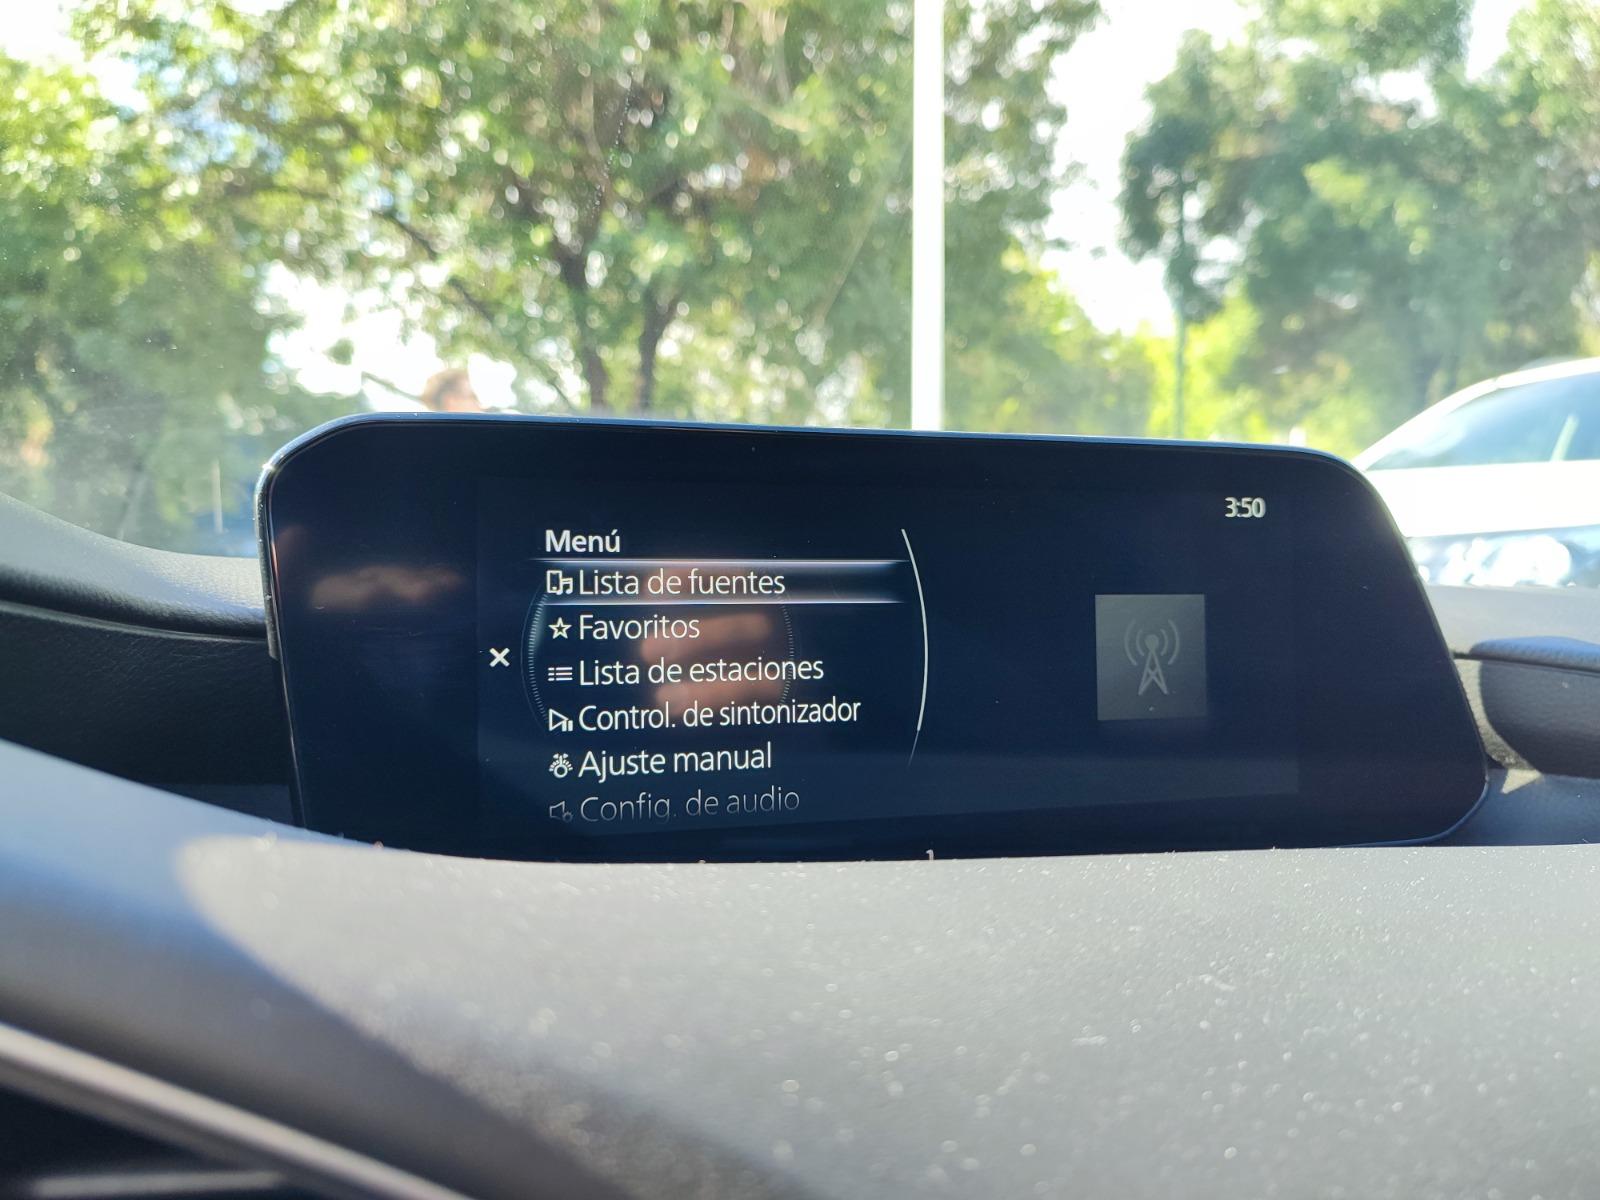 3:50
Menú
Lista de fuentes
Favoritos
Lista de estaciones
Control. de sintonizador
Ajuste manual
Config. de audio